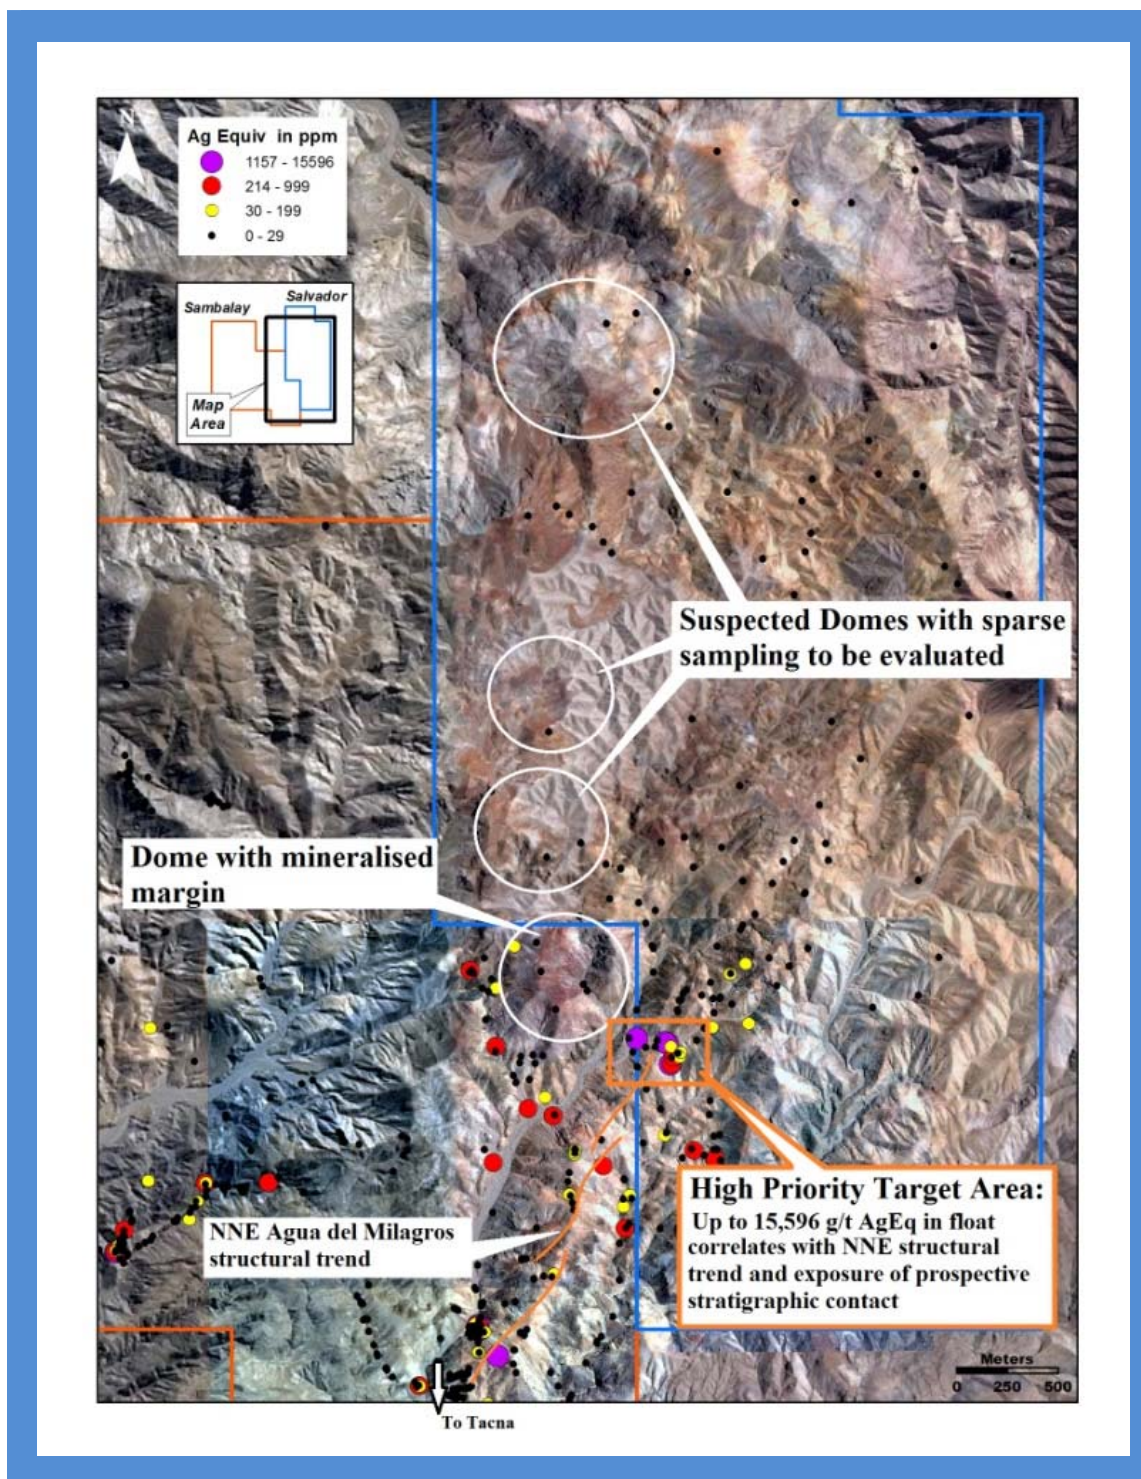 N
Ag Equiv in ppm
1157 - 15596
214 - 999
30 - 199
0 - 29
Salvador
Sambalay
Map
Area
Suspected Domes with sparse
sampling to be evaluated
Dome with mineralised
margin
High Priority Target Area:
Up to 15,596 g/t AgEq in float
correlates with NNE structural
trend and exposure of prospective
stratigraphic contact
NNE Agua del Milagros
structural trend
Meters
0 250 500
To Tacna